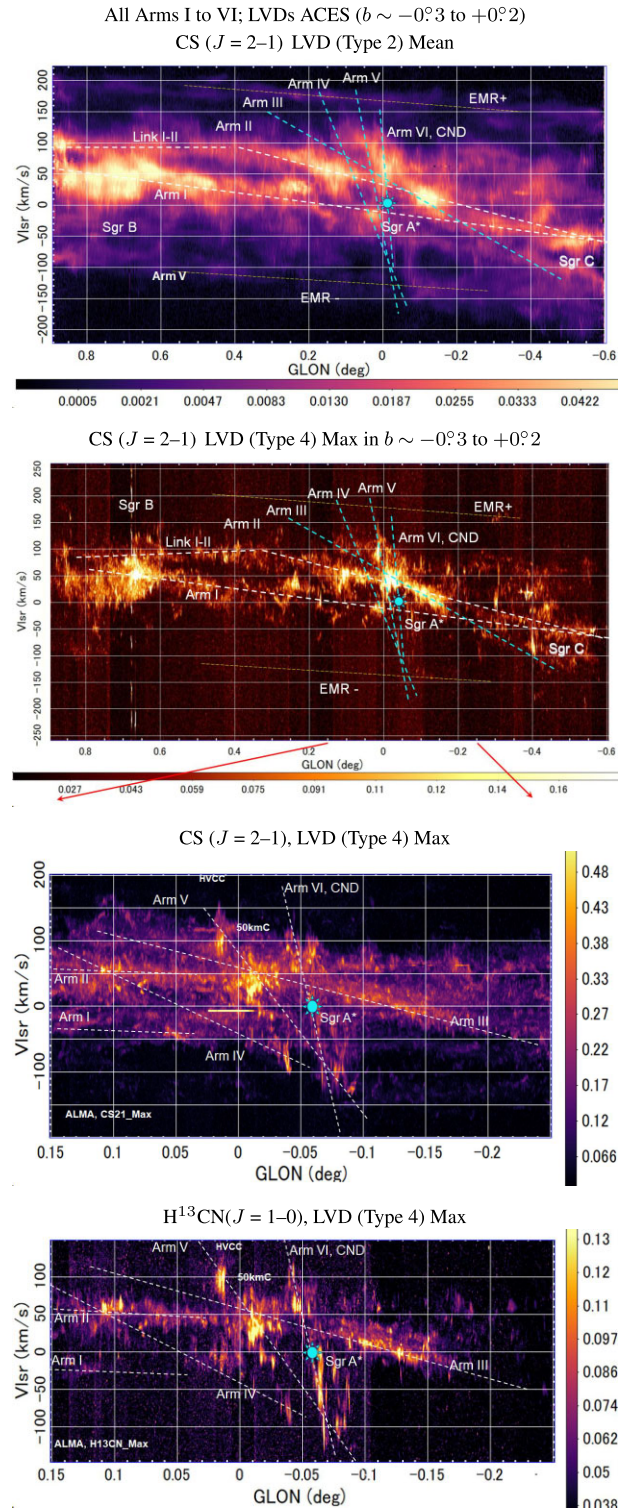 All Arms I to VI; LVDs ACES (b ∼ −0.°3 to +0.°2)
CS (J = 2–1) LVD (Type 2) Mean
Arm IV
Arm V
Arm III
EMR+
Arm II
Arm VI, CND
Link I-II
Arm I
Sgr B
Sgr A*
Sgr C
Arm V
EMR -
Vlsr (km/s)
200
150
100
50
0
−50
−100
−150
−200
0.8 0.6 0.4 0.2 0 −0.2 −0.4 −0.6
GLON (deg)
0.0005 0.0021 0.0047 0.0083 0.0130 0.0187 0.0255 0.0333 0.0422
CS (J = 2–1) LVD (Type 4) Max in b ∼ −0.°3 to +0.°2
Arm IV
Arm V
Sgr B
EMR+
Arm III
Arm II
Arm VI, CND
Link I-II
Arm I
Sgr A*
Sgr C
EMR -
Vlsr (km/s)
250
200
150
100
50
0
−50
−100
−150
−200
−250
0.8 0.6 0.4 0.2 0 −0.2 −0.4 −0.6
GLON (deg)
0.027 0.043 0.059 0.075 0.091 0.11 0.12 0.14 0.16
CS (J = 2–1), LVD (Type 4) Max
HVCC
Arm VI, CND
Arm V
50kmC
Arm II
Arm I
Sgr A*
Arm III
Arm IV
ALMA, CS21_Max
Vlsr (km/s)
200
100
0
−100
0.15 0.1 0.05 0 −0.05 −0.1 −0.15 −0.2
GLON (deg)
0.48
0.43
0.38
0.33
0.27
0.22
0.17
0.12
0.066
H¹³CN(J = 1–0), LVD (Type 4) Max
Arm V
HVCC
Arm VI, CND
50kmC
Arm II
Arm I
Sgr A*
Arm III
Arm IV
ALMA, H13CN_Max
Vlsr (km/s)
100
50
0
−50
−100
0.15 0.1 0.05 0 −0.05 −0.1 −0.15 −0.2
GLON (deg)
0.13
0.12
0.11
0.097
0.086
0.074
0.062
0.05
0.038